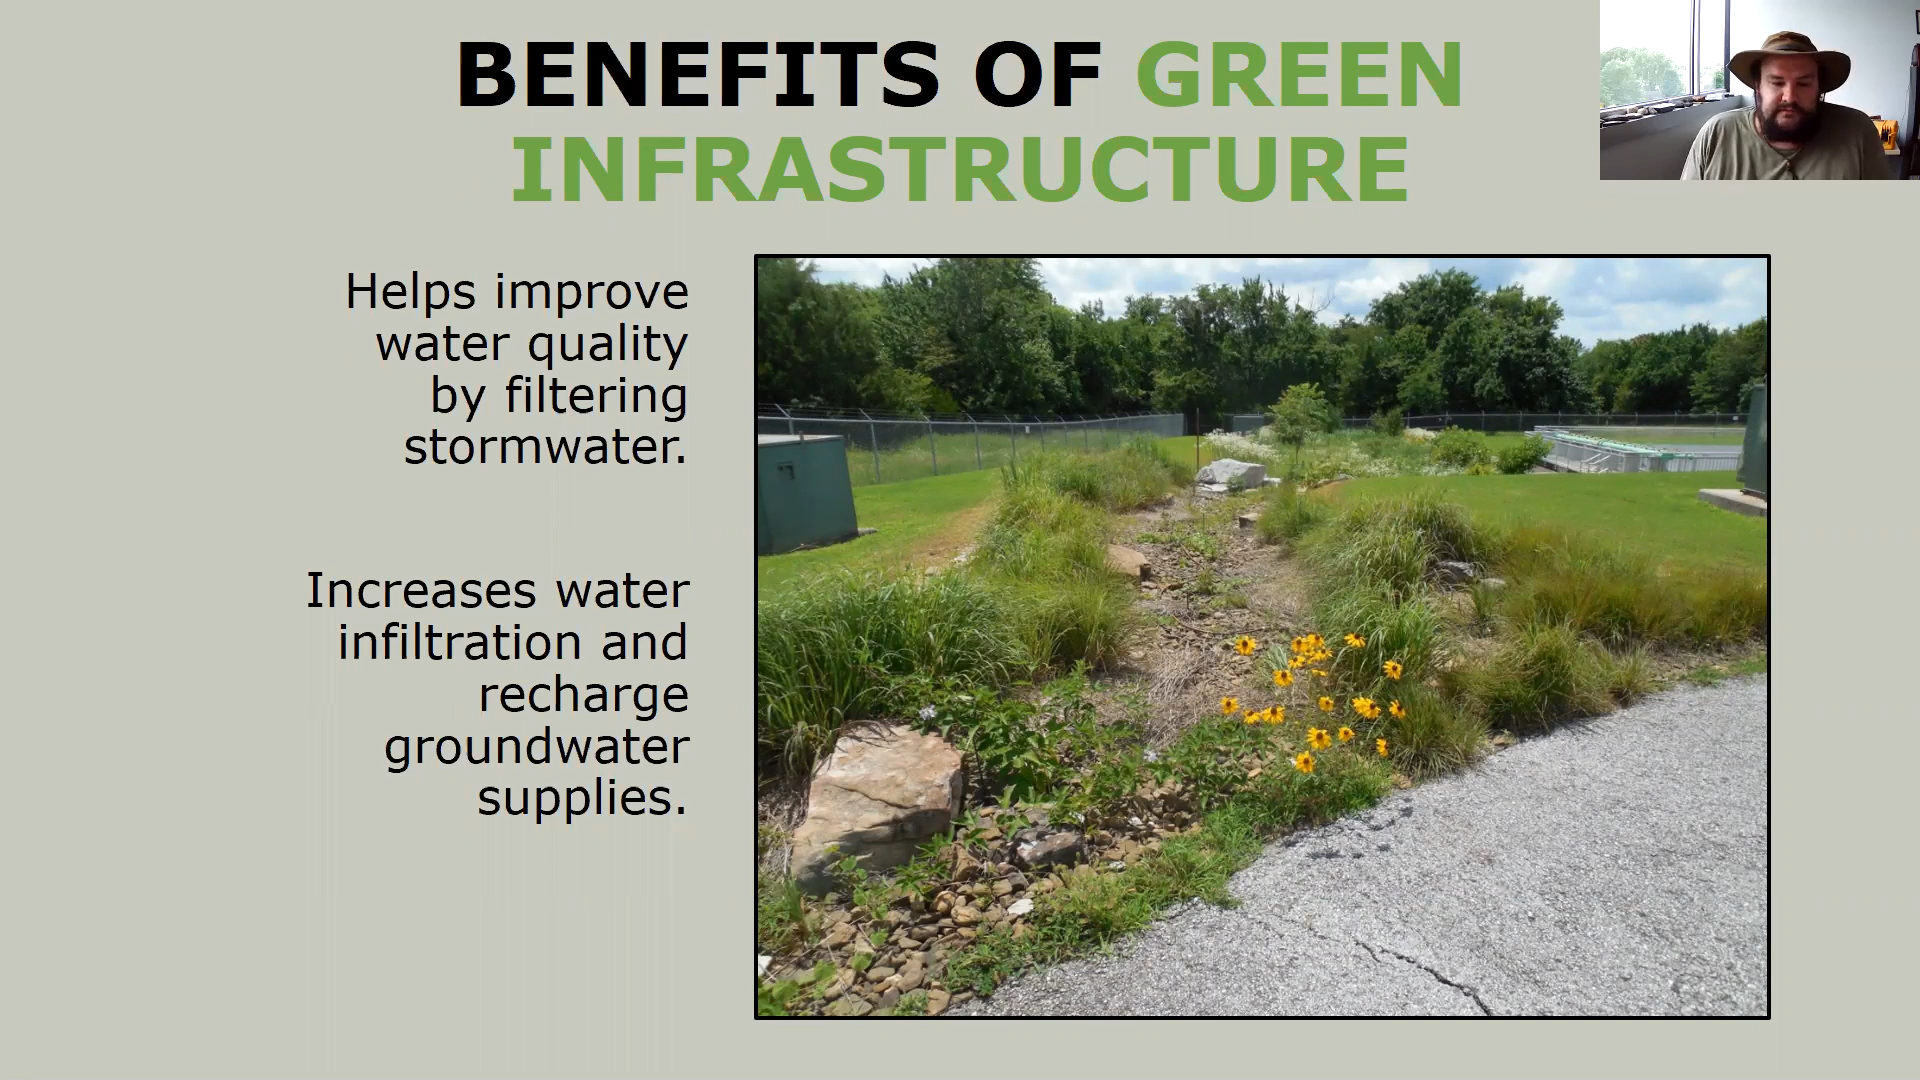 BENEFITS OF GREEN
INFRASTRUCTURE
Helps improve
water quality
by filtering
stormwater.
Increases water
infiltration and
recharge
groundwater
supplies.